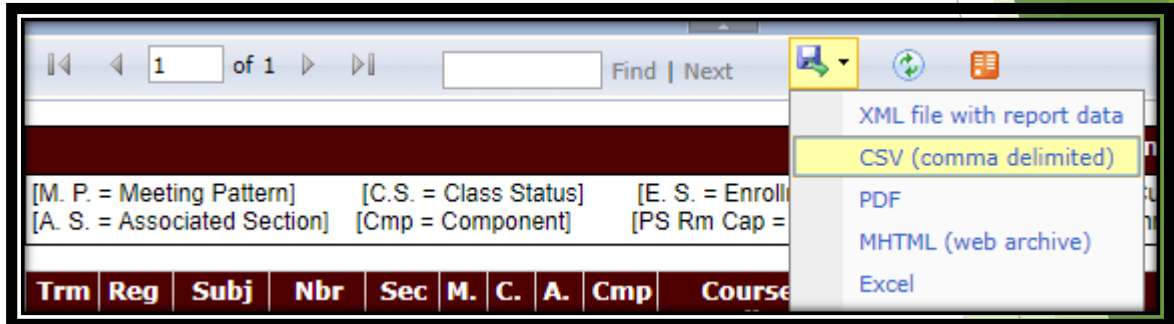 1 of 1 Find | Next
XML file with report data
CSV (comma delimited)
PDF
MHTML (web archive)
Excel
[M. P. = Meeting Pattern] [C.S. = Class Status] [E. S. =
[A. S. = Associated Section] [Cmp = Component] [PS Rm Cap =
Trm Reg Subj Nbr Sec M. C. A. Cmp Course